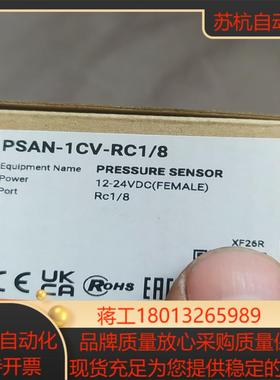 苏杭自动
PSAN-1CV-RC1/8
Equipment Name PRESSURE SENSOR
Power 12-24VDC(FEMALE)
Port Rc1/8
XF26R
CE UK CA RoHS EAC
蒋工18013265989
自动化 品牌质量放心采购质量保
开票 现货充足为您提供稳定的